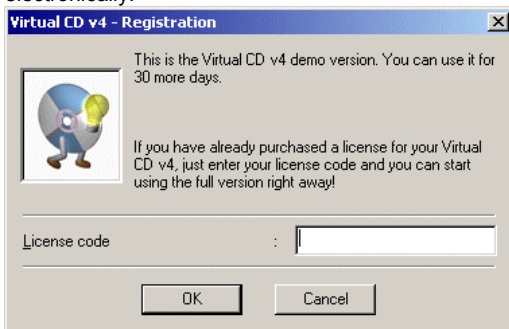 Virtual CD v4 - Registration
This is the Virtual CD v4 demo version. You can use it for
30 more days.
If you have already purchased a license for your Virtual
CD v4, just enter your license code and you can start
using the full version right away!
License code :
OK Cancel